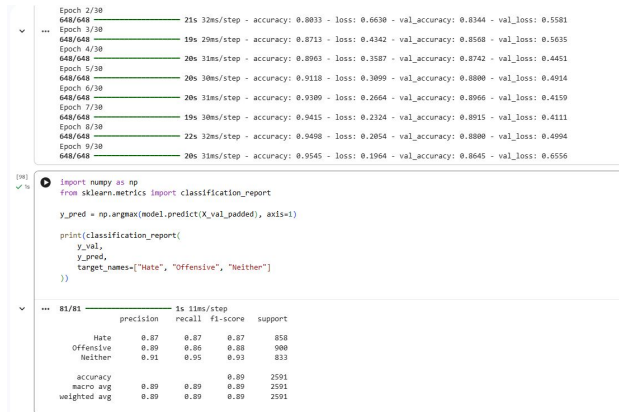 Epoch 2/30
648/648 ━━━━━━━━━━━━━━━━━━━━ 21s 32ms/step - accuracy: 0.8033 - loss: 0.6630 - val_accuracy: 0.8344 - val_loss: 0.5581
... Epoch 3/30
648/648 ━━━━━━━━━━━━━━━━━━━━ 19s 29ms/step - accuracy: 0.8713 - loss: 0.4342 - val_accuracy: 0.8568 - val_loss: 0.5635
Epoch 4/30
648/648 ━━━━━━━━━━━━━━━━━━━━ 20s 31ms/step - accuracy: 0.8963 - loss: 0.3587 - val_accuracy: 0.8742 - val_loss: 0.4451
Epoch 5/30
648/648 ━━━━━━━━━━━━━━━━━━━━ 20s 30ms/step - accuracy: 0.9118 - loss: 0.3099 - val_accuracy: 0.8800 - val_loss: 0.4914
Epoch 6/30
648/648 ━━━━━━━━━━━━━━━━━━━━ 20s 31ms/step - accuracy: 0.9309 - loss: 0.2664 - val_accuracy: 0.8966 - val_loss: 0.4159
Epoch 7/30
648/648 ━━━━━━━━━━━━━━━━━━━━ 19s 30ms/step - accuracy: 0.9415 - loss: 0.2324 - val_accuracy: 0.8915 - val_loss: 0.4111
Epoch 8/30
648/648 ━━━━━━━━━━━━━━━━━━━━ 22s 32ms/step - accuracy: 0.9498 - loss: 0.2054 - val_accuracy: 0.8800 - val_loss: 0.4994
Epoch 9/30
648/648 ━━━━━━━━━━━━━━━━━━━━ 20s 31ms/step - accuracy: 0.9545 - loss: 0.1964 - val_accuracy: 0.8645 - val_loss: 0.6556
[98]
import numpy as np
from sklearn.metrics import classification_report
y_pred = np.argmax(model.predict(X_val_padded), axis=1)
print(classification_report(
    y_val,
    y_pred,
    target_names=["Hate", "Offensive", "Neither"]
))
... 81/81 ━━━━━━━━━━━━━━━━━━━━ 1s 11ms/step
precision recall f1-score support
Hate 0.87 0.87 0.87 858
Offensive 0.89 0.86 0.88 900
Neither 0.91 0.95 0.93 833
accuracy 0.89 2591
macro avg 0.89 0.89 0.89 2591
weighted avg 0.89 0.89 0.89 2591